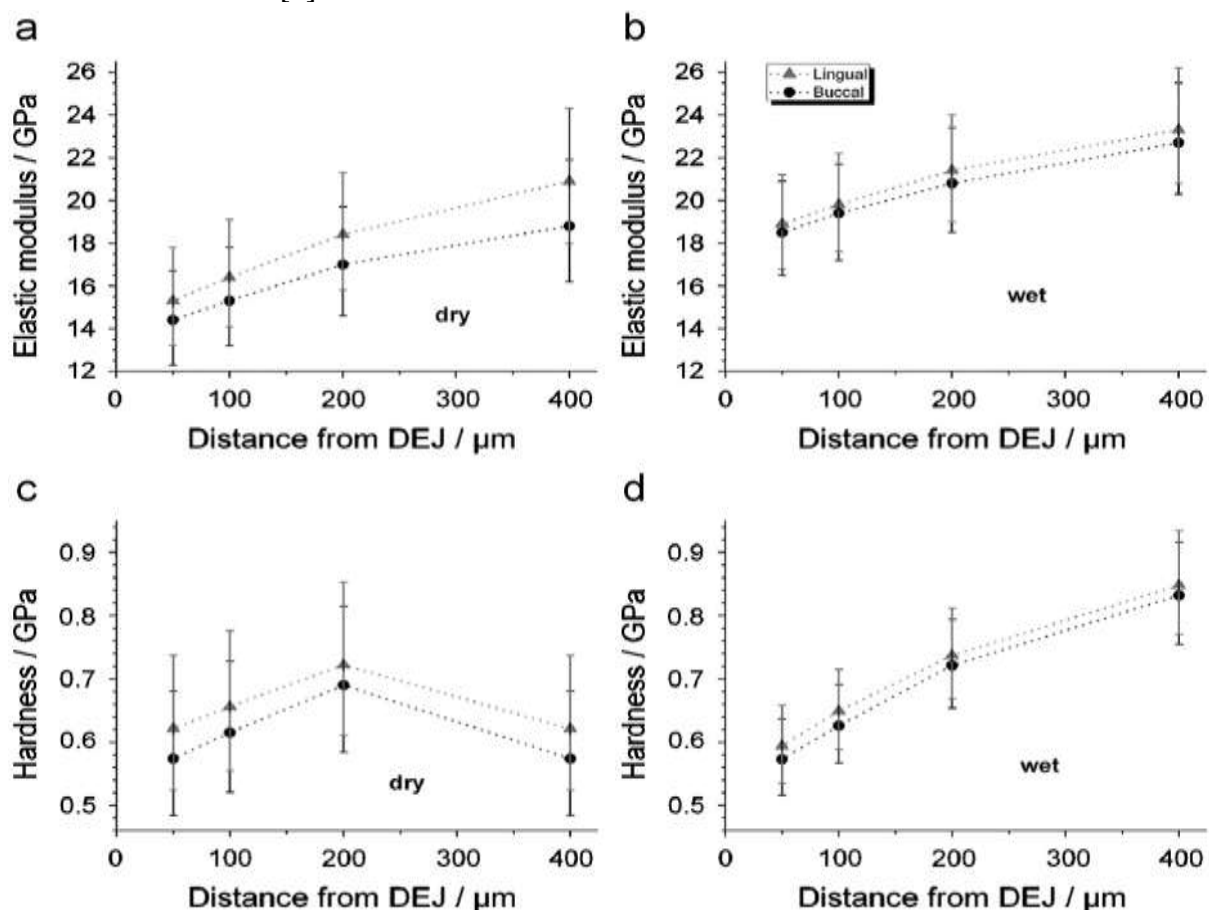 a
26
24
22
20
18
16
14
12
Elastic modulus / GPa
dry
0 100 200 300 400
Distance from DEJ / µm
b
26
24
22
20
18
16
14
12
Elastic modulus / GPa
Lingual
Buccal
wet
0 100 200 300 400
Distance from DEJ / µm
c
0.9
0.8
0.7
0.6
0.5
Hardness / GPa
dry
0 100 200 300 400
Distance from DEJ / µm
d
0.9
0.8
0.7
0.6
0.5
Hardness / GPa
wet
0 100 200 300 400
Distance from DEJ / µm